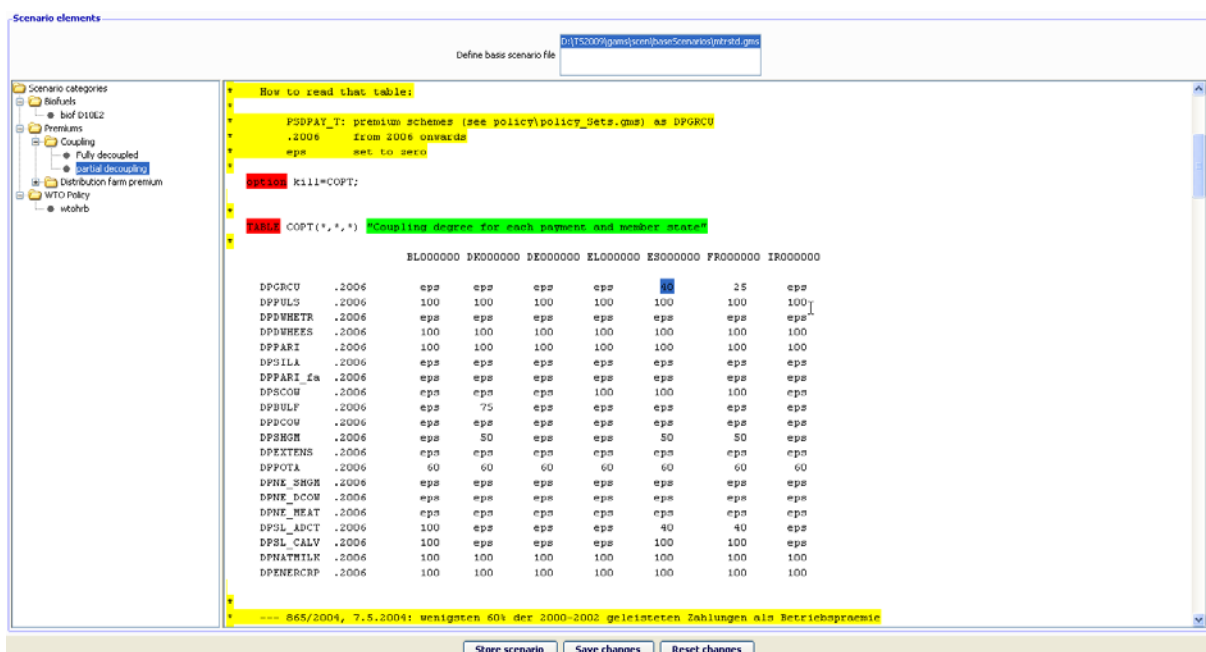 Scenario elements
Define basis scenario file
D:\TS2009\gams\scen\baseScenarios\mtrstd.gms
Scenario categories
Biofuels
biof D10E2
Premiums
Coupling
Fully decoupled
partial decoupling
Distribution farm premium
WTO Policy
wtohrb
* How to read that table:
*
* PSDPAY_T: premium schemes (see policy\policy_Sets.gms) as DPGRCU
* .2006 from 2006 onwards
* eps set to zero
*
option kill=COPT;
*
TABLE COPT(*,*,*) "Coupling degree for each payment and member state"
*
BL000000 DK000000 DE000000 EL000000 ES000000 FR000000 IR000000
DPGRCU .2006 eps eps eps eps 40 25 eps
DPPULS .2006 100 100 100 100 100 100 100
DPDWHETR .2006 eps eps eps eps eps eps eps
DPDWHEES .2006 100 100 100 100 100 100 100
DPPARI .2006 100 100 100 100 100 100 100
DPSILA .2006 eps eps eps eps eps eps eps
DPPARI_fa .2006 eps eps eps eps eps eps eps
DPSCOW .2006 eps eps eps 100 100 100 eps
DPBULF .2006 eps 75 eps eps eps eps eps
DPDCOW .2006 eps eps eps eps eps eps eps
DPSHGM .2006 eps 50 eps eps 50 50 eps
DPEXTENS .2006 eps eps eps eps eps eps eps
DPPOTA .2006 60 60 60 60 60 60 60
DPNE_SHGM .2006 eps eps eps eps eps eps eps
DPNE_DCOW .2006 eps eps eps eps eps eps eps
DPNE_MEAT .2006 eps eps eps eps eps eps eps
DPSL_ADCT .2006 100 eps eps eps 40 40 eps
DPSL_CALV .2006 100 eps eps eps 100 100 eps
DPNATMILK .2006 100 100 100 100 100 100 100
DPENERCRP .2006 100 100 100 100 100 100 100
*
* --- 865/2004, 7.5.2004: wenigsten 60% der 2000-2002 geleisteten Zahlungen als Betriebspraemie
Store scenario Save changes Reset changes